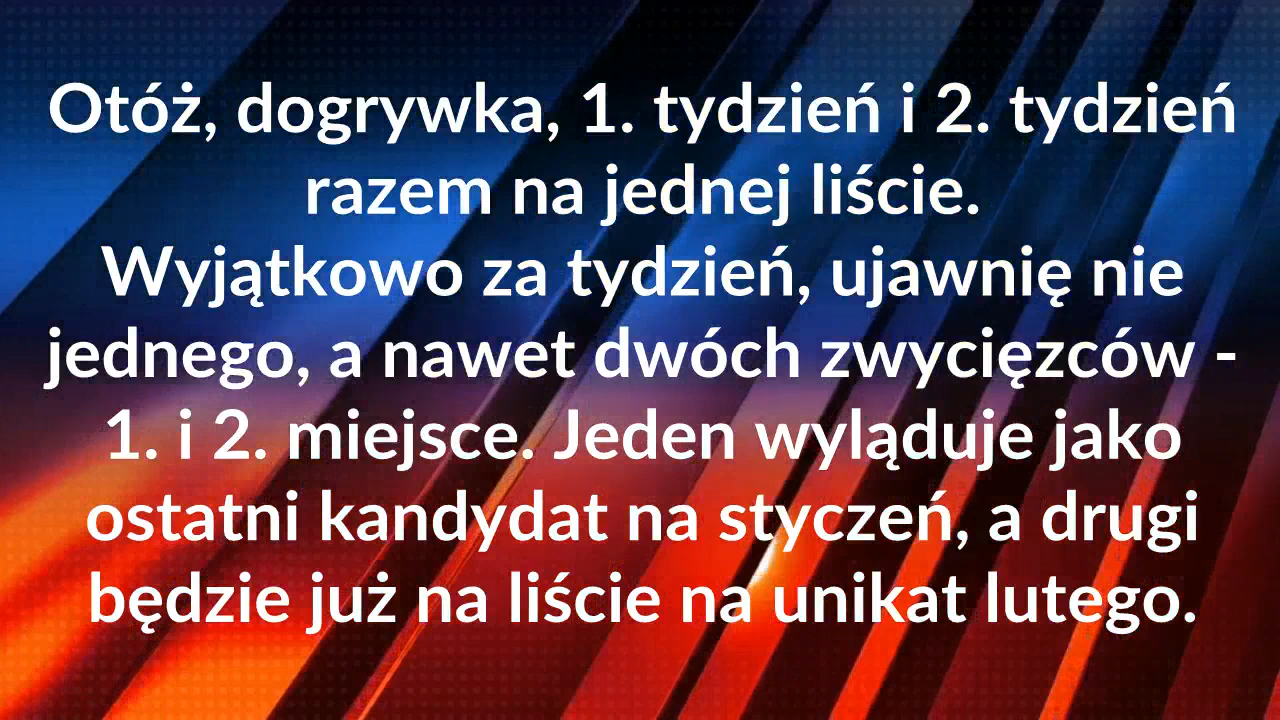 Otóż, dogrywka, 1. tydzień i 2. tydzień
razem na jednej liście.
Wyjątkowo za tydzień, ujawnię nie
jednego, a nawet dwóch zwycięzców -
1. i 2. miejsce. Jeden wyląduje jako
ostatni kandydat na styczeń, a drugi
będzie już na liście na unikat lutego.